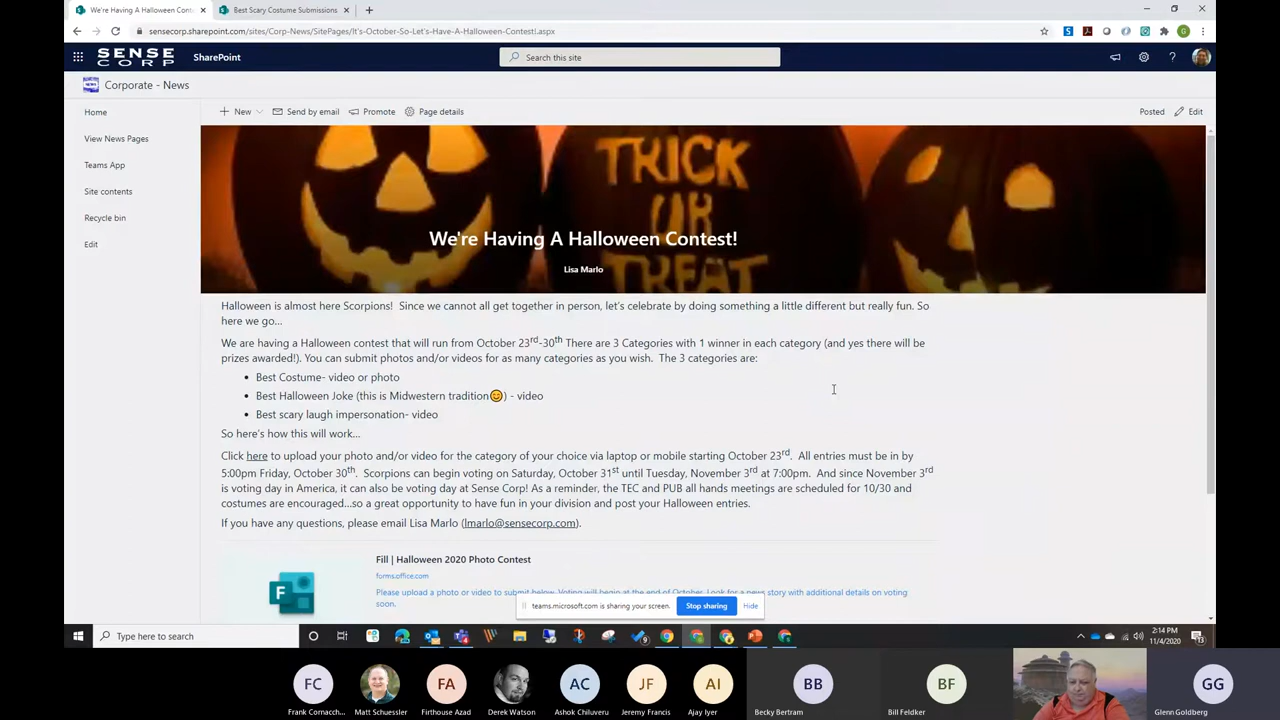 We're Having A Halloween Cont
Best Scary Costume Submissions
sensecorp.sharepoint.com/sites/Corp-News/SitePages/It's-October-So-Let's-Have-A-Halloween-Contest!.aspx
SENSE
CORP
SharePoint
Search this site
Corporate - News
Home
View News Pages
Teams App
Site contents
Recycle bin
Edit
New
Send by email
Promote
Page details
Posted
Edit
TRICK
OR
TREAT
We're Having A Halloween Contest!
Lisa Marlo
Halloween is almost here Scorpions! Since we cannot all get together in person, let's celebrate by doing something a little different but really fun. So
here we go...
We are having a Halloween contest that will run from October 23rd-30th There are 3 Categories with 1 winner in each category (and yes there will be
prizes awarded!). You can submit photos and/or videos for as many categories as you wish. The 3 categories are:
• Best Costume- video or photo
• Best Halloween Joke (this is Midwestern tradition😊) - video
• Best scary laugh impersonation- video
So here's how this will work...
Click here to upload your photo and/or video for the category of your choice via laptop or mobile starting October 23rd. All entries must be in by
5:00pm Friday, October 30th. Scorpions can begin voting on Saturday, October 31st until Tuesday, November 3rd at 7:00pm. And since November 3rd
is voting day in America, it can also be voting day at Sense Corp! As a reminder, the TEC and PUB all hands meetings are scheduled for 10/30 and
costumes are encouraged...so a great opportunity to have fun in your division and post your Halloween entries.
If you have any questions, please email Lisa Marlo (lmarlo@sensecorp.com).
Fill | Halloween 2020 Photo Contest
forms.office.com
Please upload a photo or video to submit below. Voting will begin at the end of October. Look for a news story with additional details on voting
soon.
teams.microsoft.com is sharing your screen.
Stop sharing
Hide
Type here to search
2:14 PM
11/4/2020
FC
FA
AC
JF
AI
BB
BF
GG
Frank Cornacch...
Matt Schuessler
Firthouse Azad
Derek Watson
Ashok Chiluveru
Jeremy Francis
Ajay Iyer
Becky Bertram
Bill Feldker
Glenn Goldberg